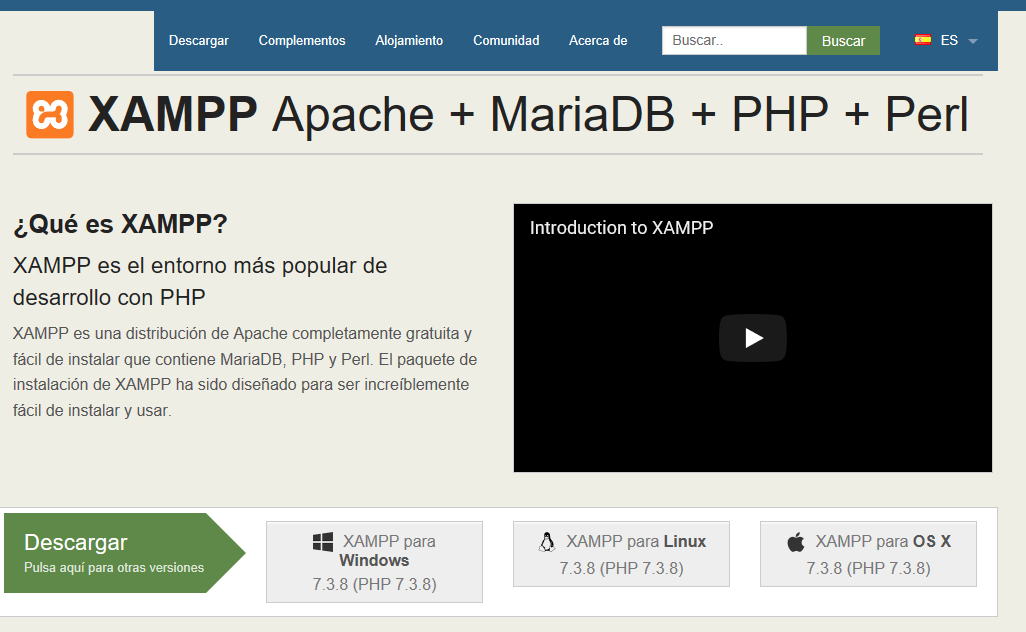 Descargar Complementos Alojamiento Comunidad Acerca de Buscar.. Buscar ES
XAMPP Apache + MariaDB + PHP + Perl
¿Qué es XAMPP?
XAMPP es el entorno más popular de
desarrollo con PHP
XAMPP es una distribución de Apache completamente gratuita y
fácil de instalar que contiene MariaDB, PHP y Perl. El paquete de
instalación de XAMPP ha sido diseñado para ser increíblemente
fácil de instalar y usar.
Introduction to XAMPP
Descargar
Pulsa aquí para otras versiones
XAMPP para
Windows
7.3.8 (PHP 7.3.8)
XAMPP para Linux
7.3.8 (PHP 7.3.8)
XAMPP para OS X
7.3.8 (PHP 7.3.8)